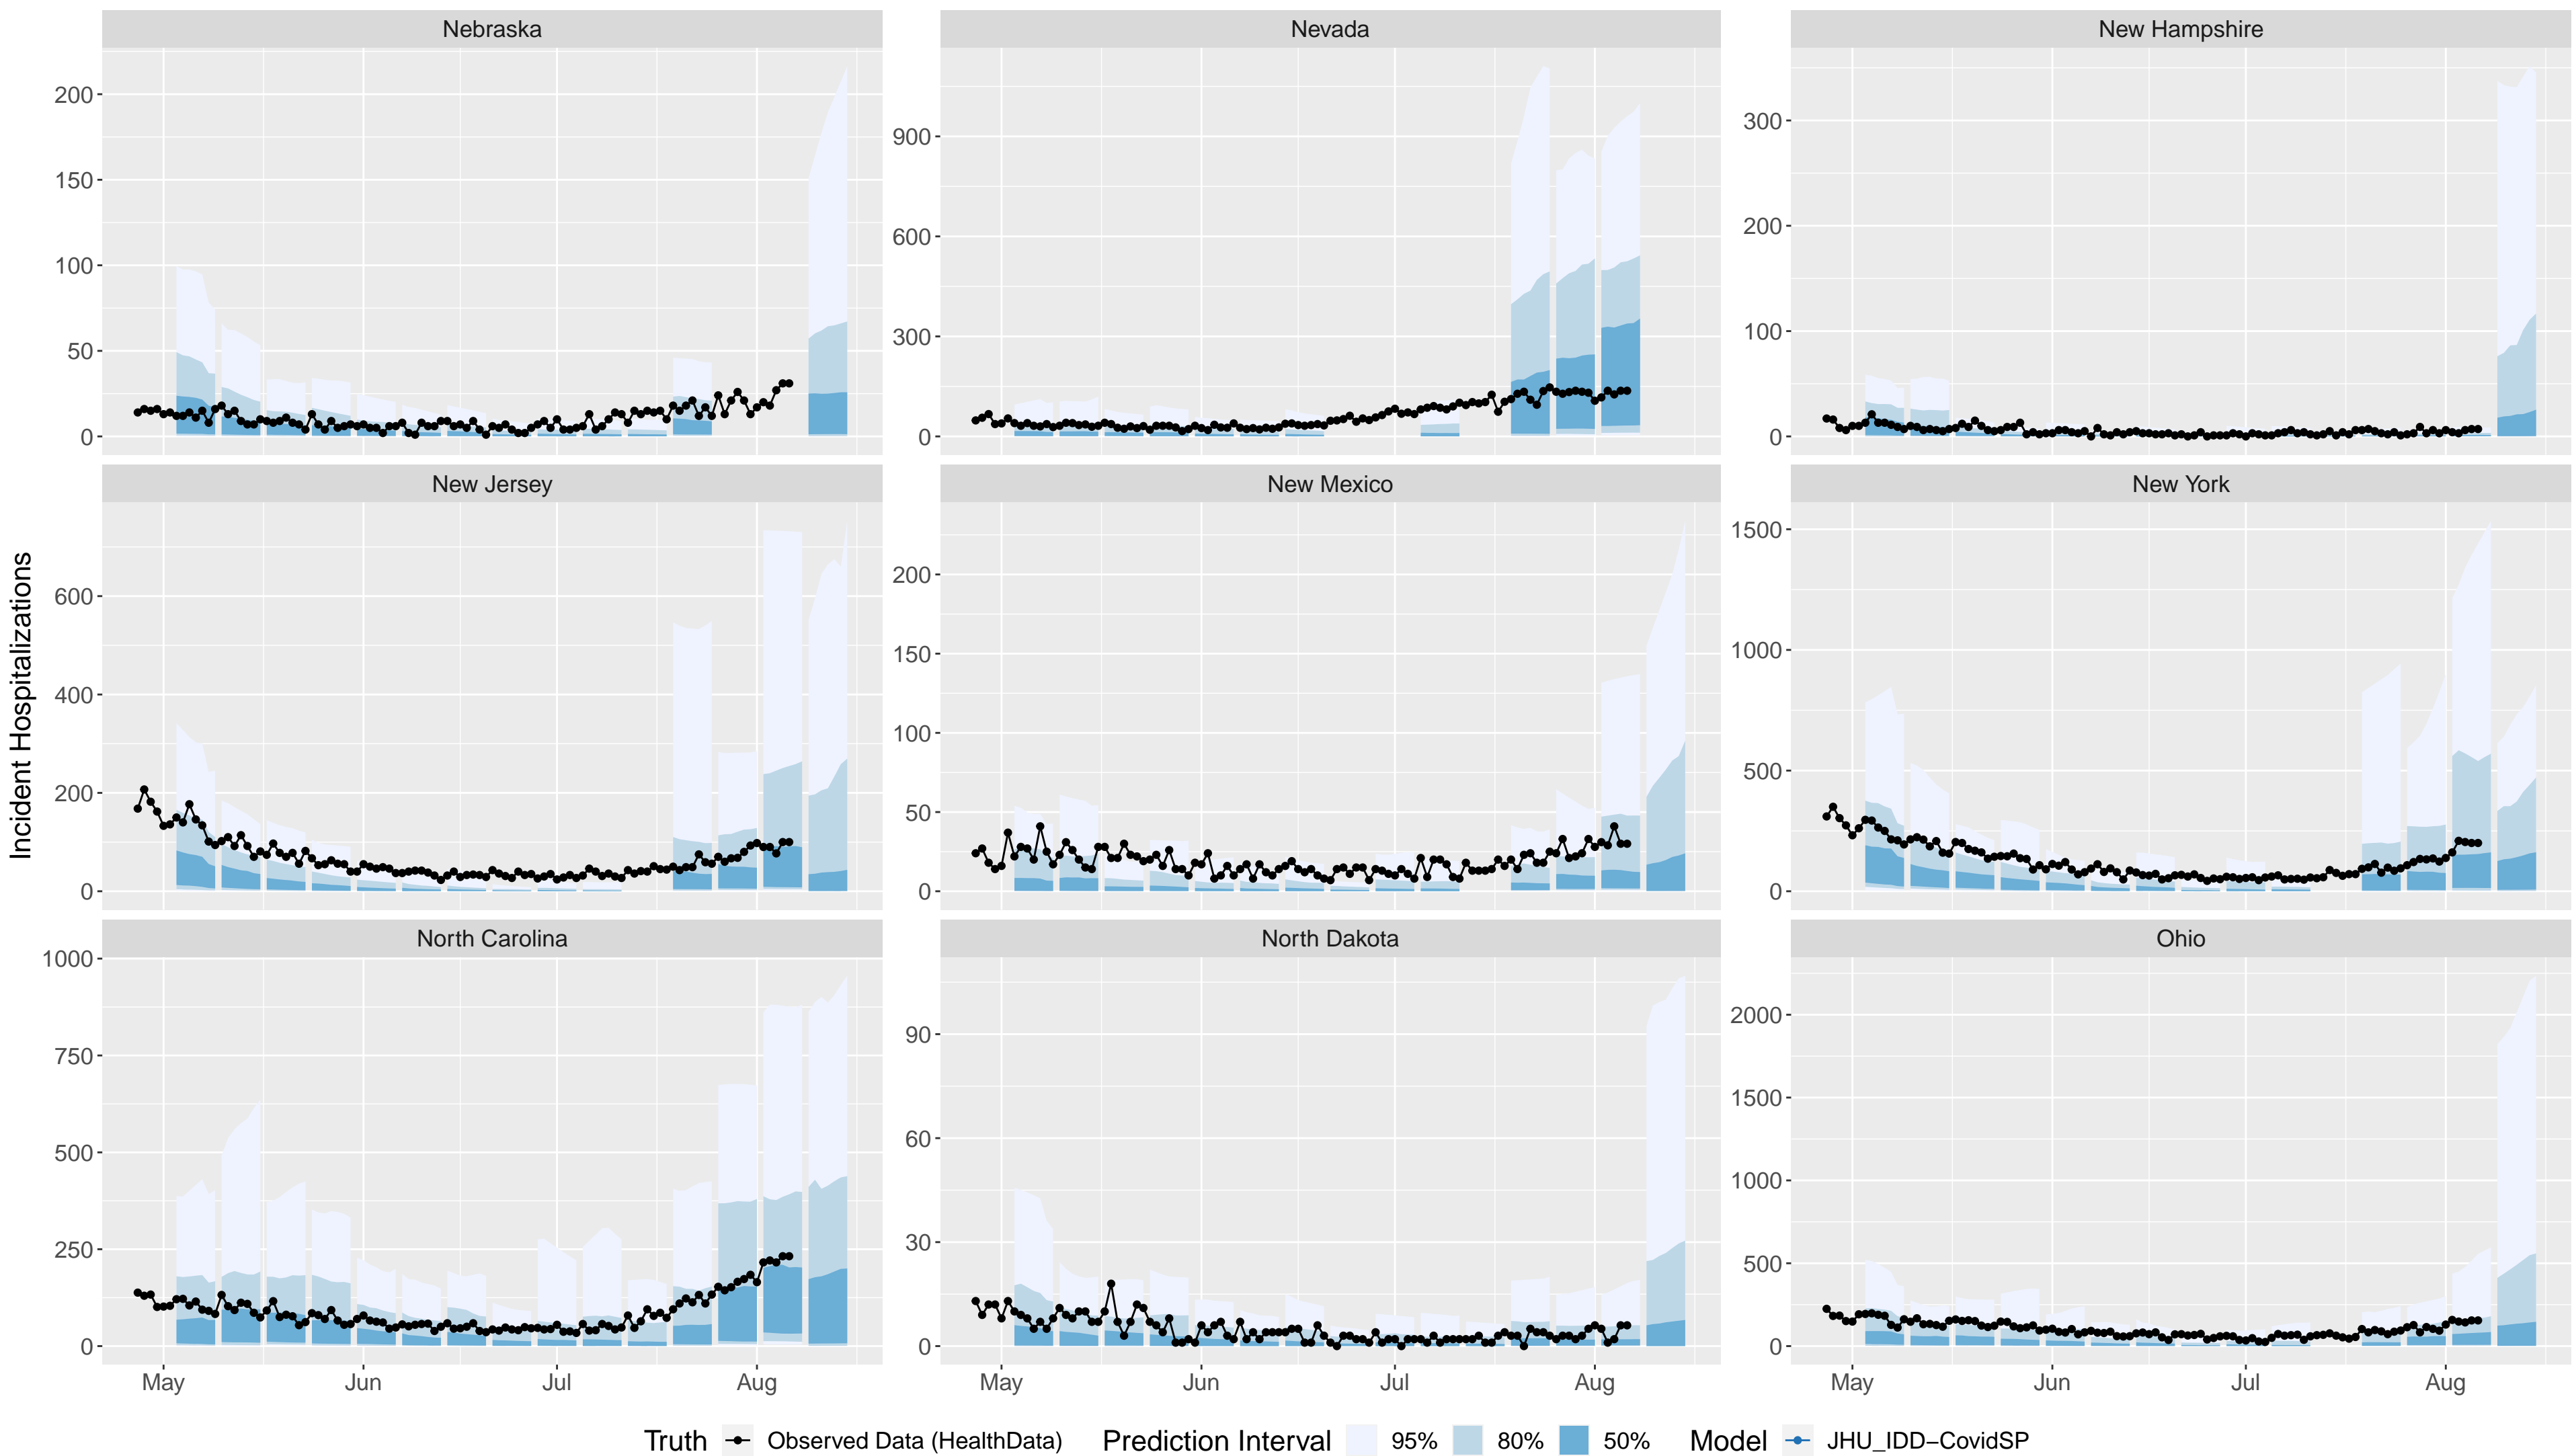 Nebraska Nevada New Hampshire
200 900 300
150 600 200
100 300 100
50 0 0
0
New Jersey New Mexico New York
600 200 1500
400 150 1000
200 100 500
0 50 0
0
Incident Hospitalizations
North Carolina North Dakota Ohio
1000 90 2000
750 60 1500
500 30 1000
250 0 500
0 0
May Jun Jul Aug May Jun Jul Aug May Jun Jul Aug
Truth Observed Data (HealthData) Prediction Interval 95% 80% 50% Model JHU_IDD−CovidSP